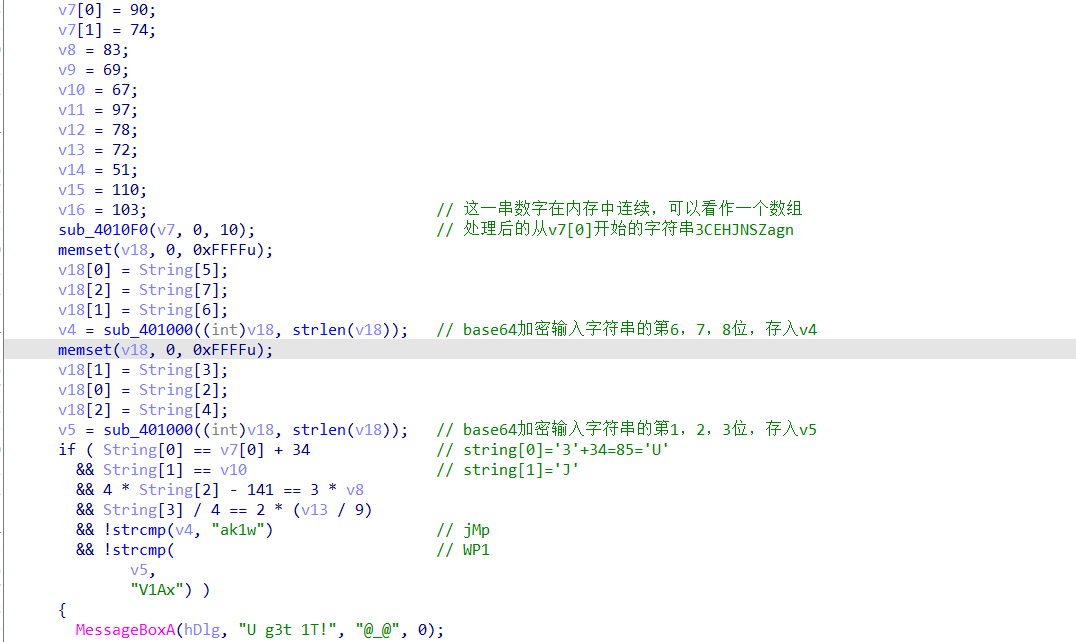 v7[0] = 90;
v7[1] = 74;
v8 = 83;
v9 = 69;
v10 = 67;
v11 = 97;
v12 = 78;
v13 = 72;
v14 = 51;
v15 = 110;
v16 = 103; // 这一串数字在内存中连续，可以看作一个数组
sub_4010F0(v7, 0, 10); // 处理后的从v7[0]开始的字符串3CEHJNSZagn
memset(v18, 0, 0xFFFFu);
v18[0] = String[5];
v18[2] = String[7];
v18[1] = String[6];
v4 = sub_401000((int)v18, strlen(v18)); // base64加密输入字符串的第6，7，8位，存入v4
memset(v18, 0, 0xFFFFu);
v18[1] = String[3];
v18[0] = String[2];
v18[2] = String[4];
v5 = sub_401000((int)v18, strlen(v18)); // base64加密输入字符串的第1，2，3位，存入v5
if ( String[0] == v7[0] + 34 // string[0]='3'+34=85='U'
&& String[1] == v10 // string[1]='J'
&& 4 * String[2] - 141 == 3 * v8
&& String[3] / 4 == 2 * (v13 / 9)
&& !strcmp(v4, "ak1w") // jMp
&& !strcmp( // WP1
v5,
"V1Ax") )
{
MessageBoxA(hDlg, "U g3t 1T!", "@_@", 0);